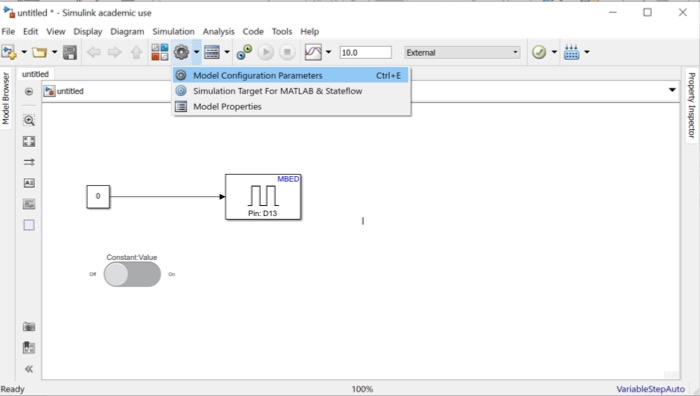 untitled * - Simulink academic use
File Edit View Display Diagram Simulation Analysis Code Tools Help
10.0 External
Model Configuration Parameters Ctrl+E
Simulation Target For MATLAB & Stateflow
Model Properties
untitled
untitled
Model Browser
Property Inspector
MBED
0
Pin: D13
Constant:Value
Off On
Ready 100% VariableStepAuto